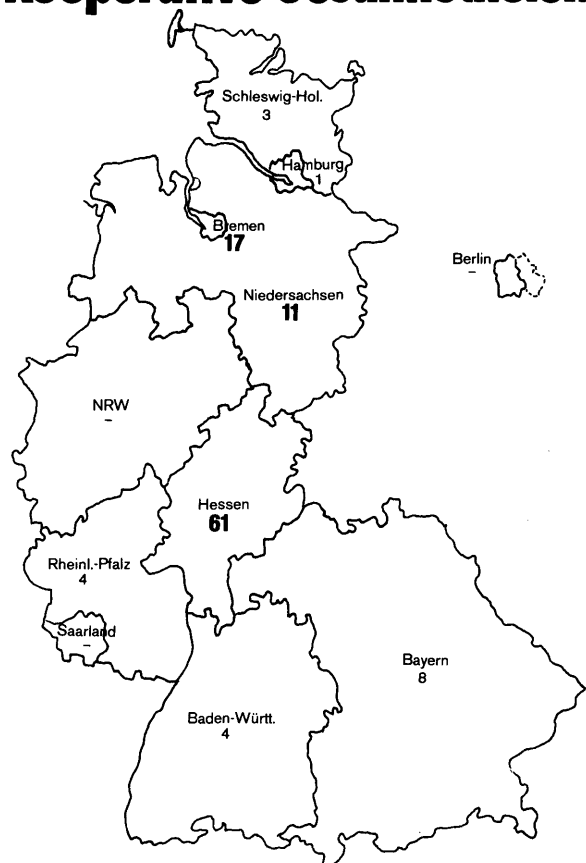 Schleswig-Hol.
3
Hamburg
1
Bremen
17
Berlin
–
Niedersachsen
11
NRW
–
Hessen
61
Rheinl.-Pfalz
4
Saarland
–
Bayern
8
Baden-Württ.
4